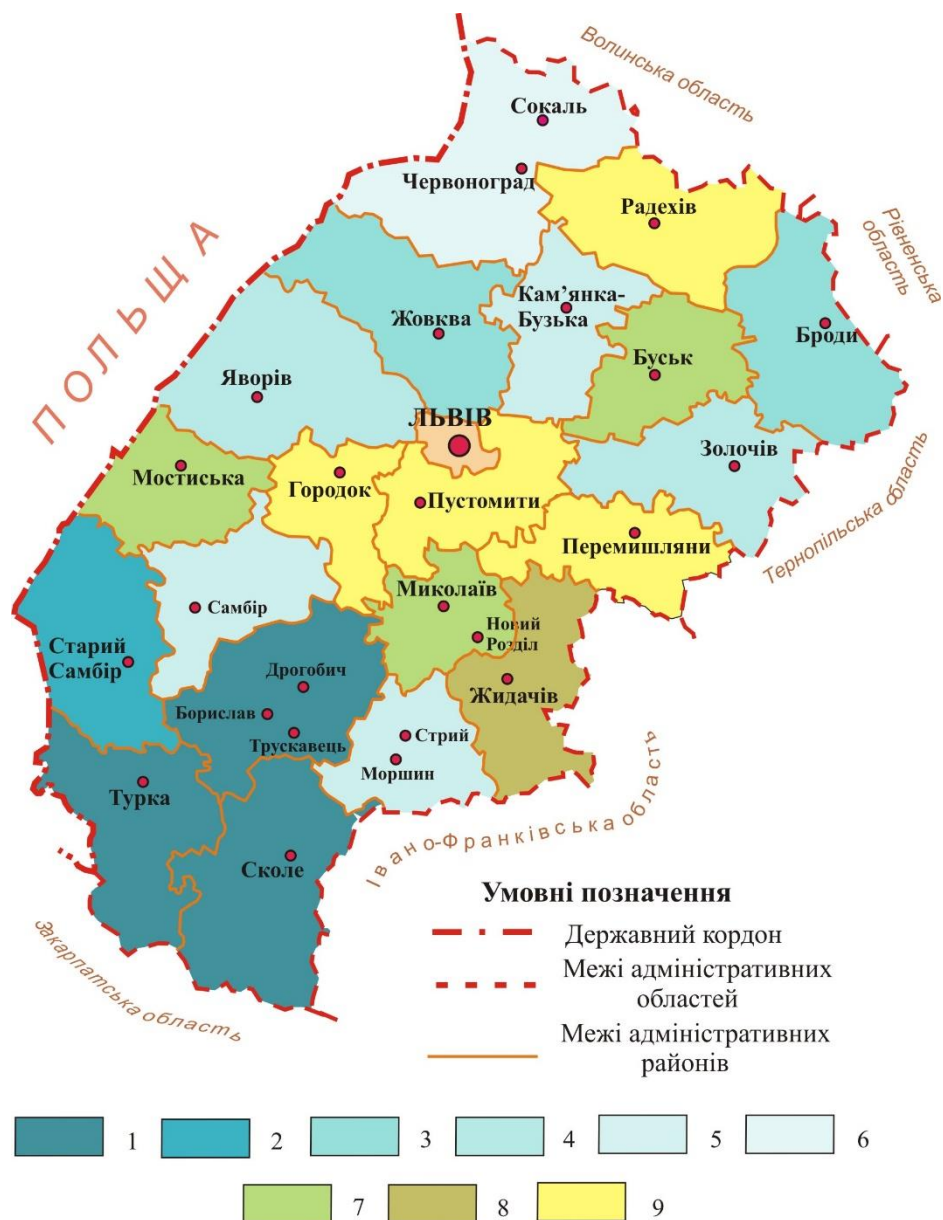 Волинська область
Сокаль
Червоноград
Радехів
Рівненська
область
ПОЛЬЩА
Кам’янка-
Бузька
Жовква
Броди
Буськ
Яворів
ЛЬВІВ
Золочів
Мостиська
Городок
Пустомити
Тернопільська область
Перемишляни
Миколаїв
Самбір
Новий
Розділ
Старий
Самбір
Дрогобич
Жидачів
Борислав
Трускавець
Стрий
Моршин
Турка
Івано-Франківська область
Сколе
Закарпатська область
Умовні позначення
Державний кордон
Межі адміністративних
областей
Межі адміністративних
районів
1 2 3 4 5 6
7 8 9